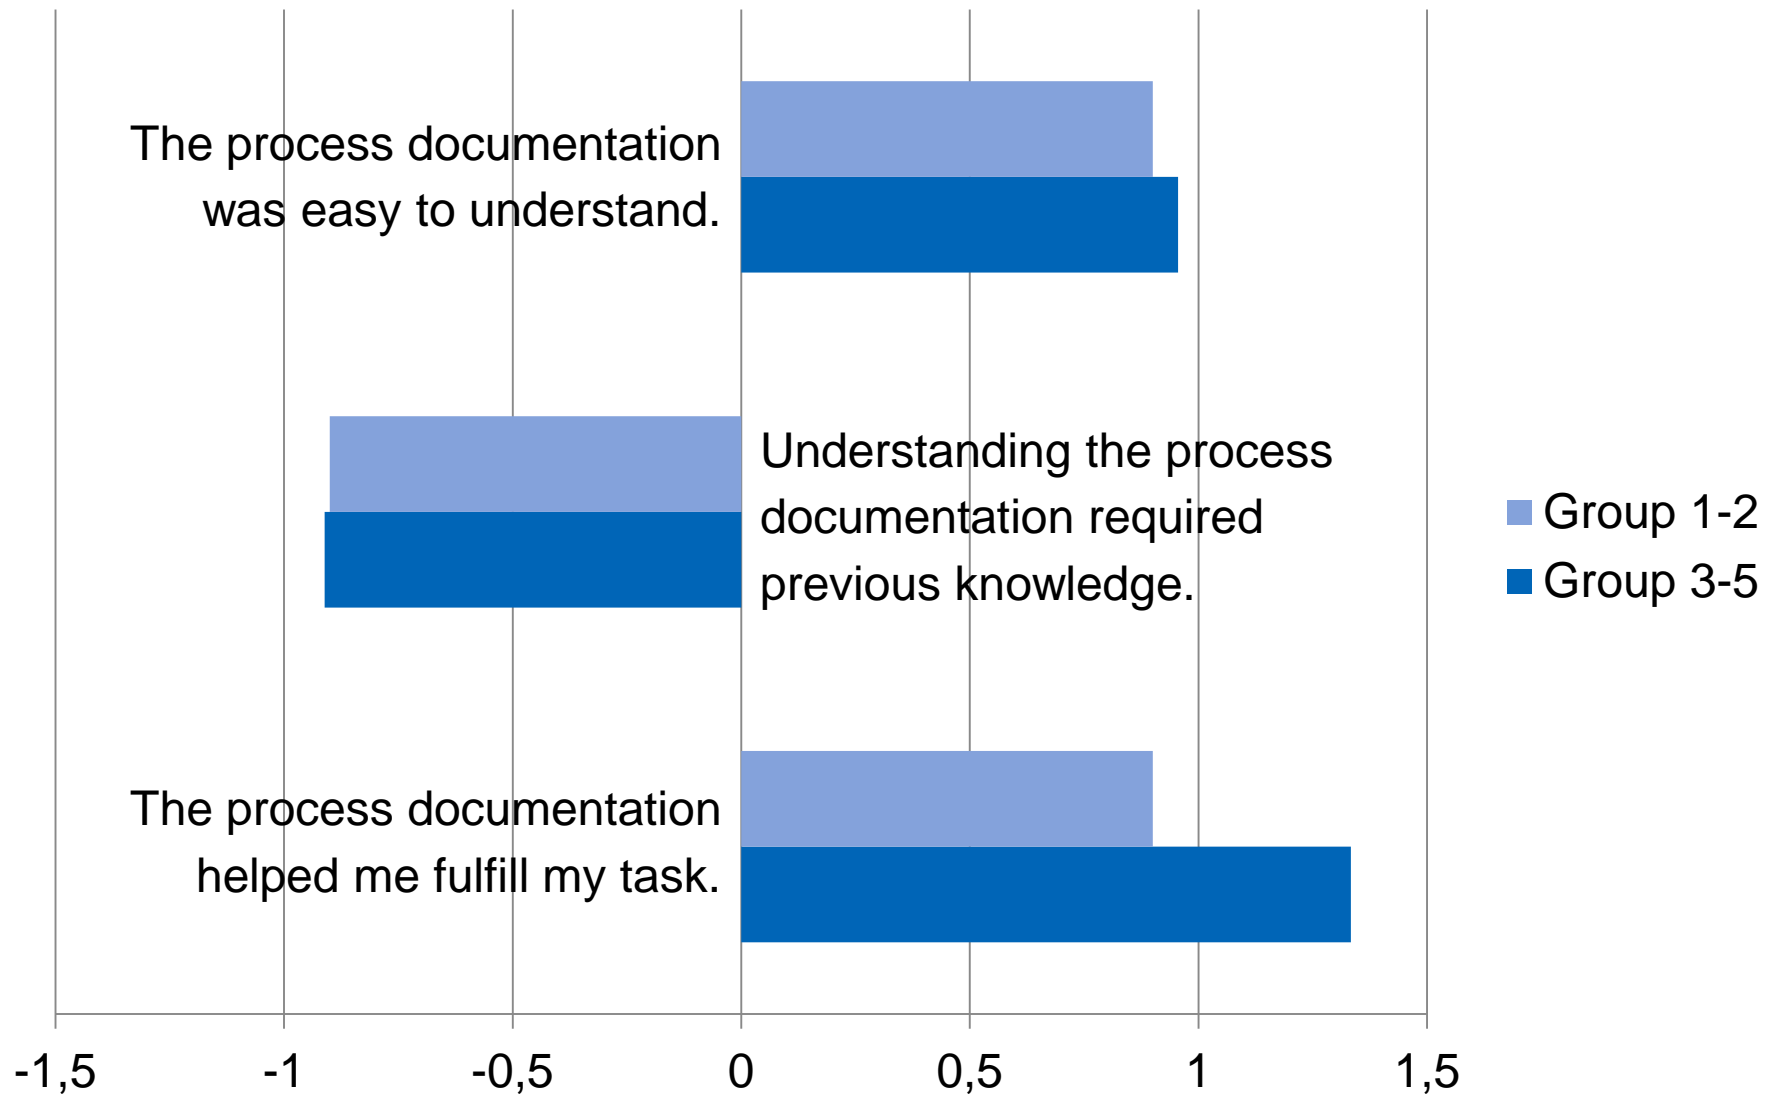 The process documentation
was easy to understand.
Understanding the process
documentation required
previous knowledge.
The process documentation
helped me fulfill my task.
Group 1-2
Group 3-5
-1,5 -1 -0,5 0 0,5 1 1,5